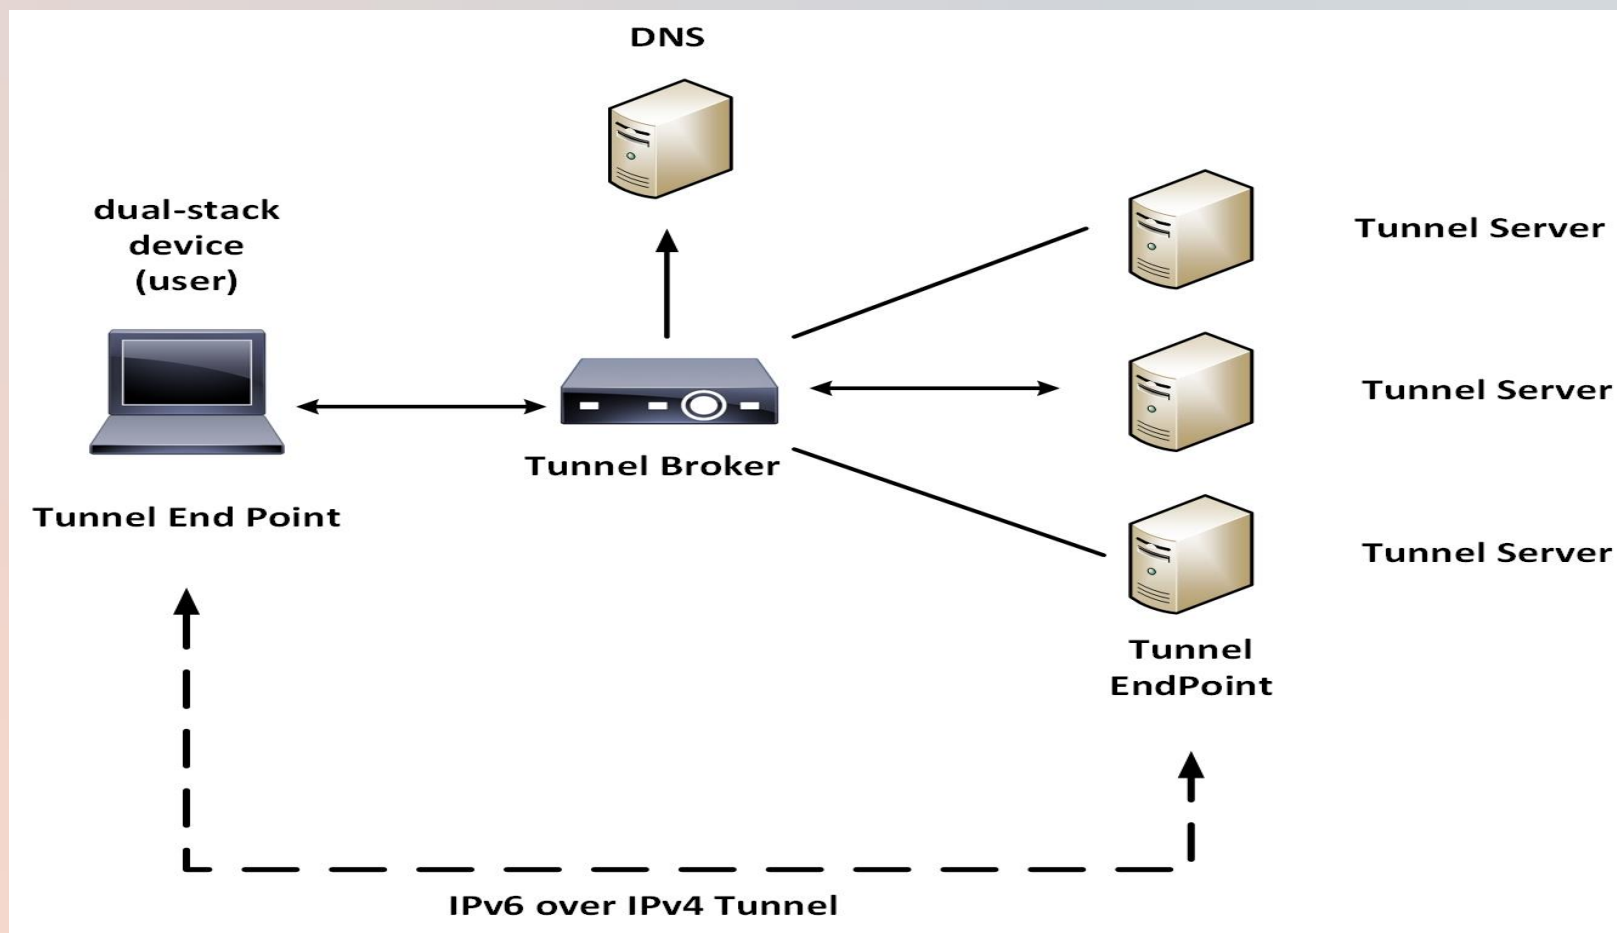 DNS
dual-stack
device
(user)
Tunnel Server
Tunnel Server
Tunnel Broker
Tunnel End Point
Tunnel Server
Tunnel
EndPoint
IPv6 over IPv4 Tunnel